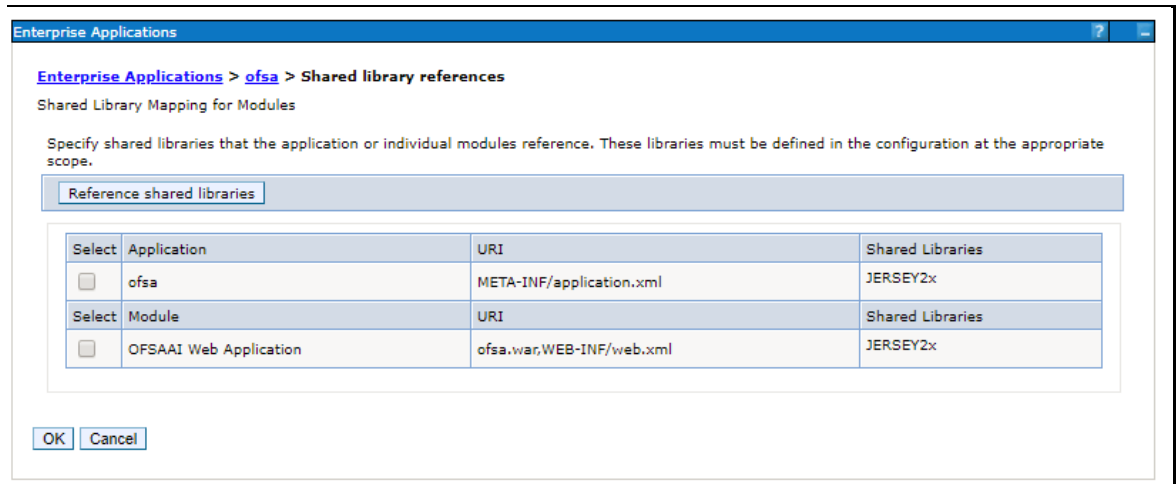 Enterprise Applications ? –
Enterprise Applications > ofsa > Shared library references
Shared Library Mapping for Modules
Specify shared libraries that the application or individual modules reference. These libraries must be defined in the configuration at the appropriate
scope.
Reference shared libraries
Select Application URI Shared Libraries
ofsa META-INF/application.xml JERSEY2x
Select Module URI Shared Libraries
OFSAAI Web Application ofsa.war,WEB-INF/web.xml JERSEY2x
OK Cancel